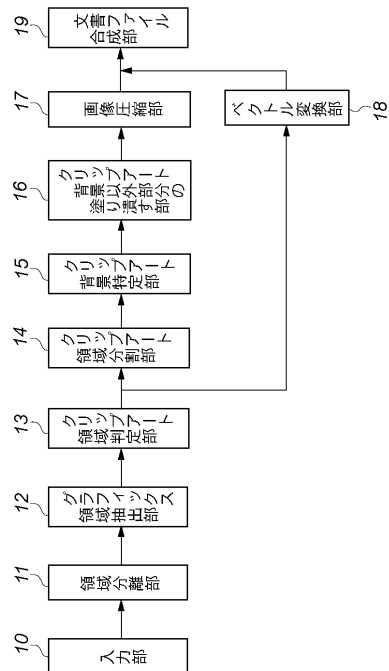 10
入力部
11
領域分離部
12
グラフィックス
領域抽出部
13
クリップアート
領域判定部
14
クリップアート
領域分割部
15
クリップアート
背景特定部
16
クリップアート
背景以外部分の
塗り潰す部
17
画像圧縮部
18
ベクトル変換部
19
文書ファイル
合成部